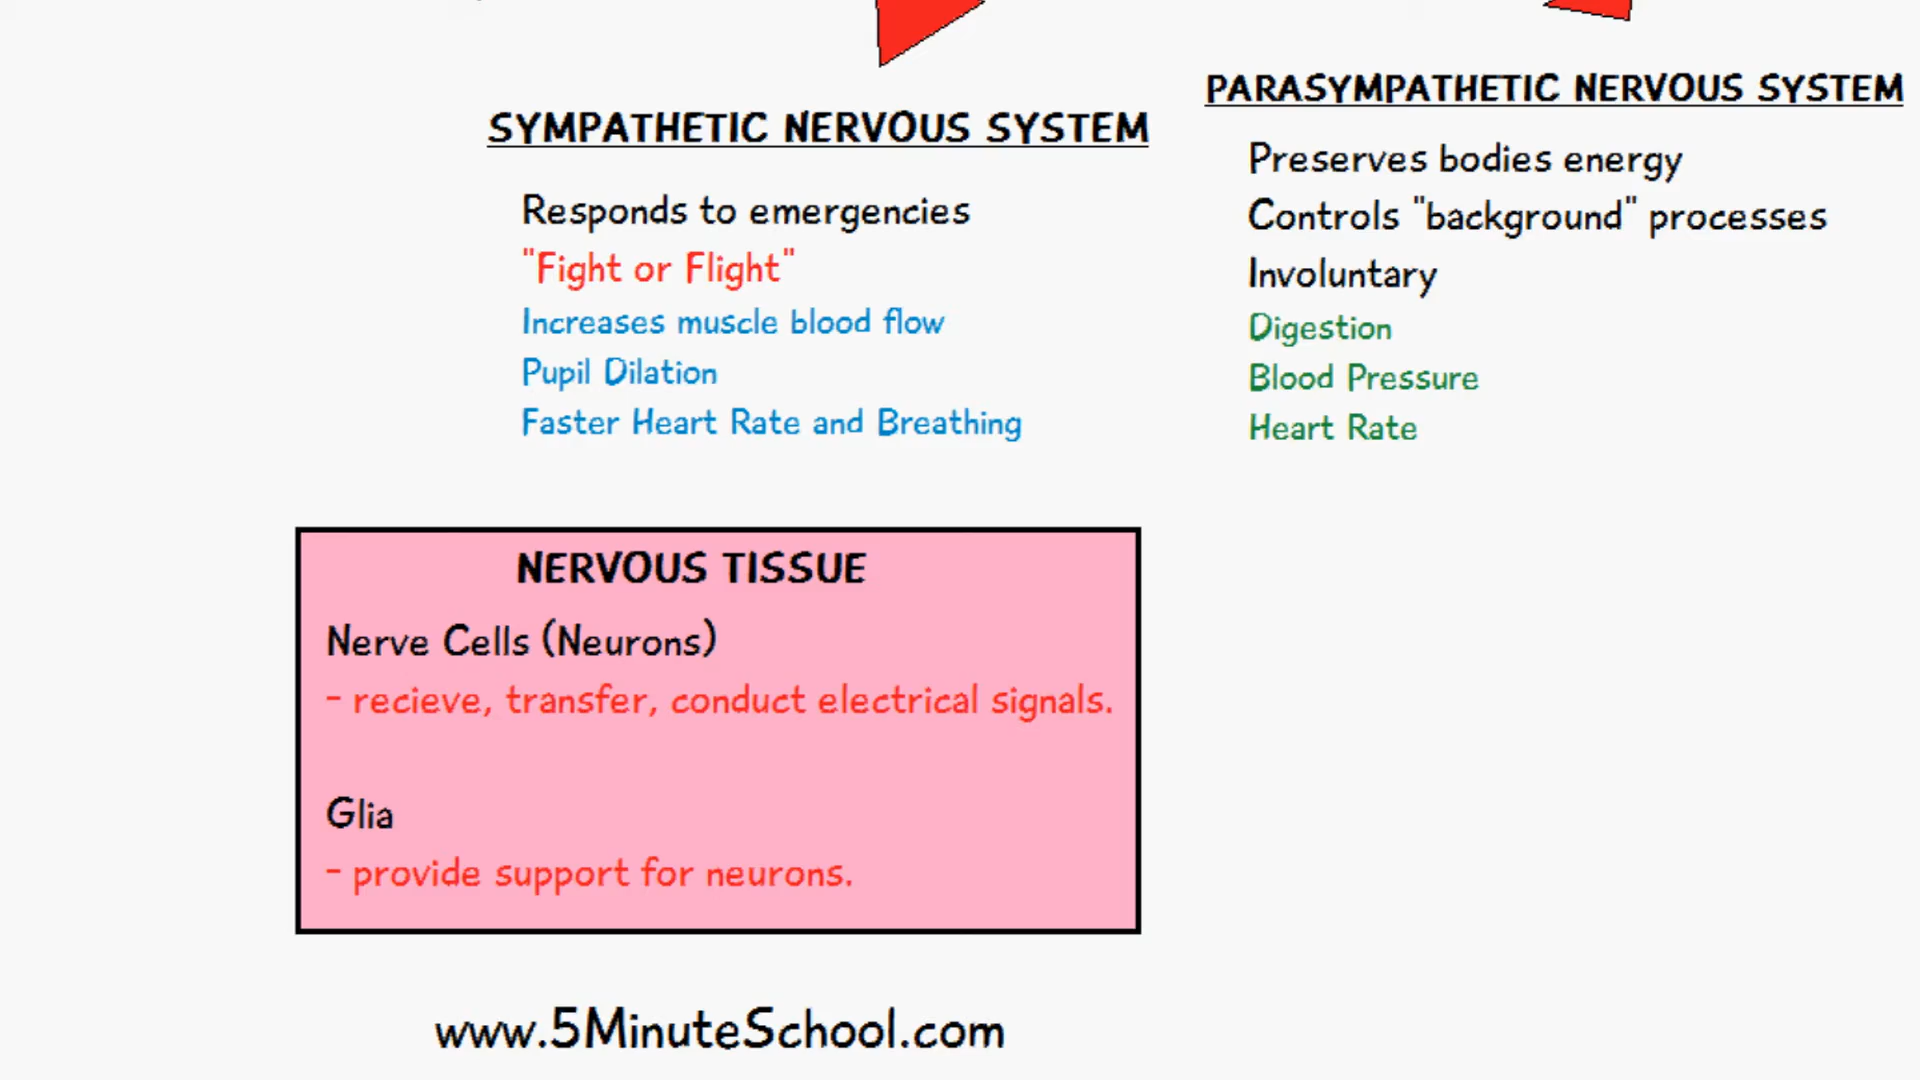 SYMPATHETIC NERVOUS SYSTEM
Responds to emergencies
"Fight or Flight"
Increases muscle blood flow
Pupil Dilation
Faster Heart Rate and Breathing
PARASYMPATHETIC NERVOUS SYSTEM
Preserves bodies energy
Controls "background" processes
Involuntary
Digestion
Blood Pressure
Heart Rate
NERVOUS TISSUE
Nerve Cells (Neurons)
- recieve, transfer, conduct electrical signals.
Glia
- provide support for neurons.
www.5MinuteSchool.com